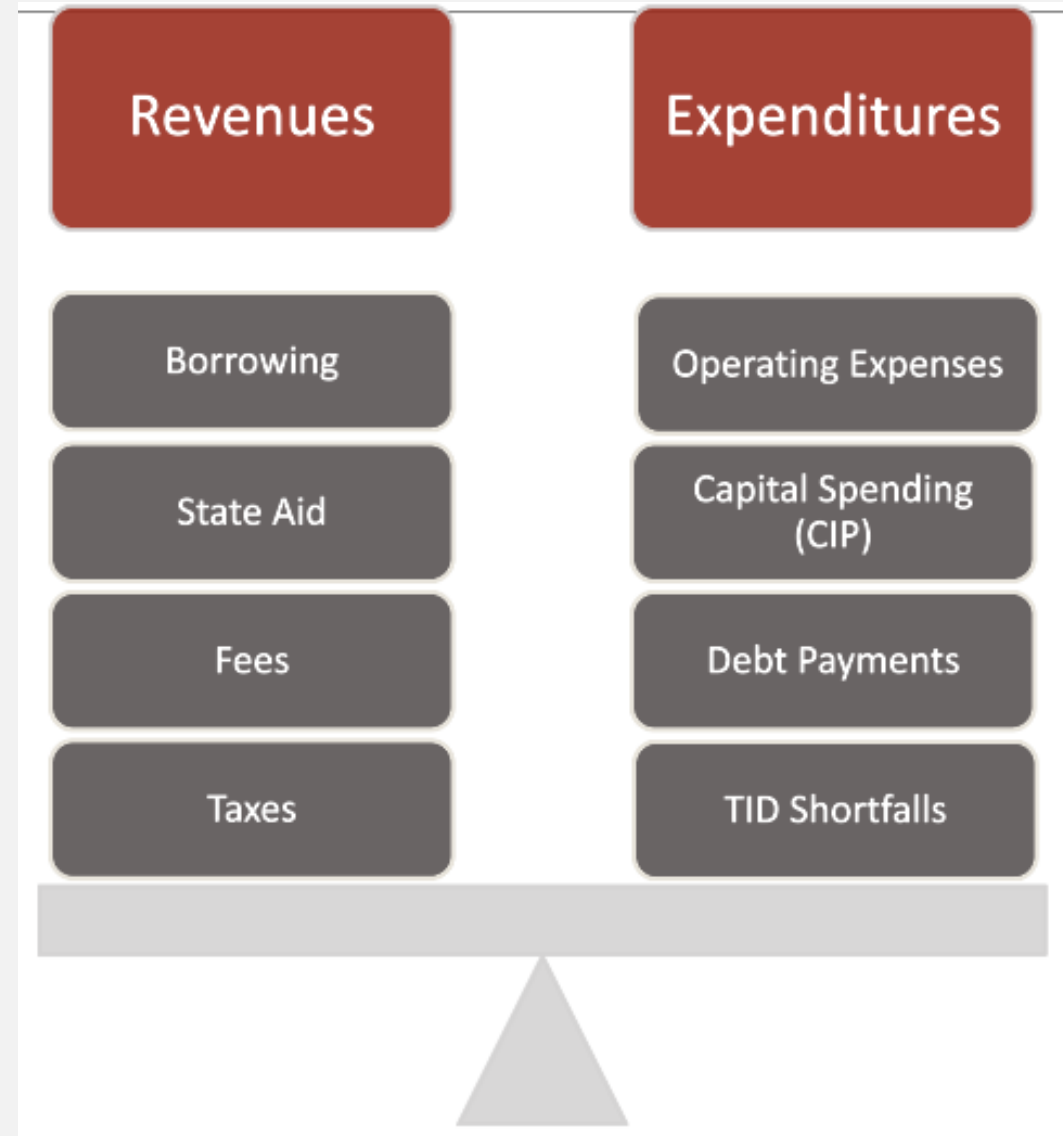 Revenues
Borrowing
State Aid
Fees
Taxes
Expenditures
Operating Expenses
Capital Spending
(CIP)
Debt Payments
TID Shortfalls